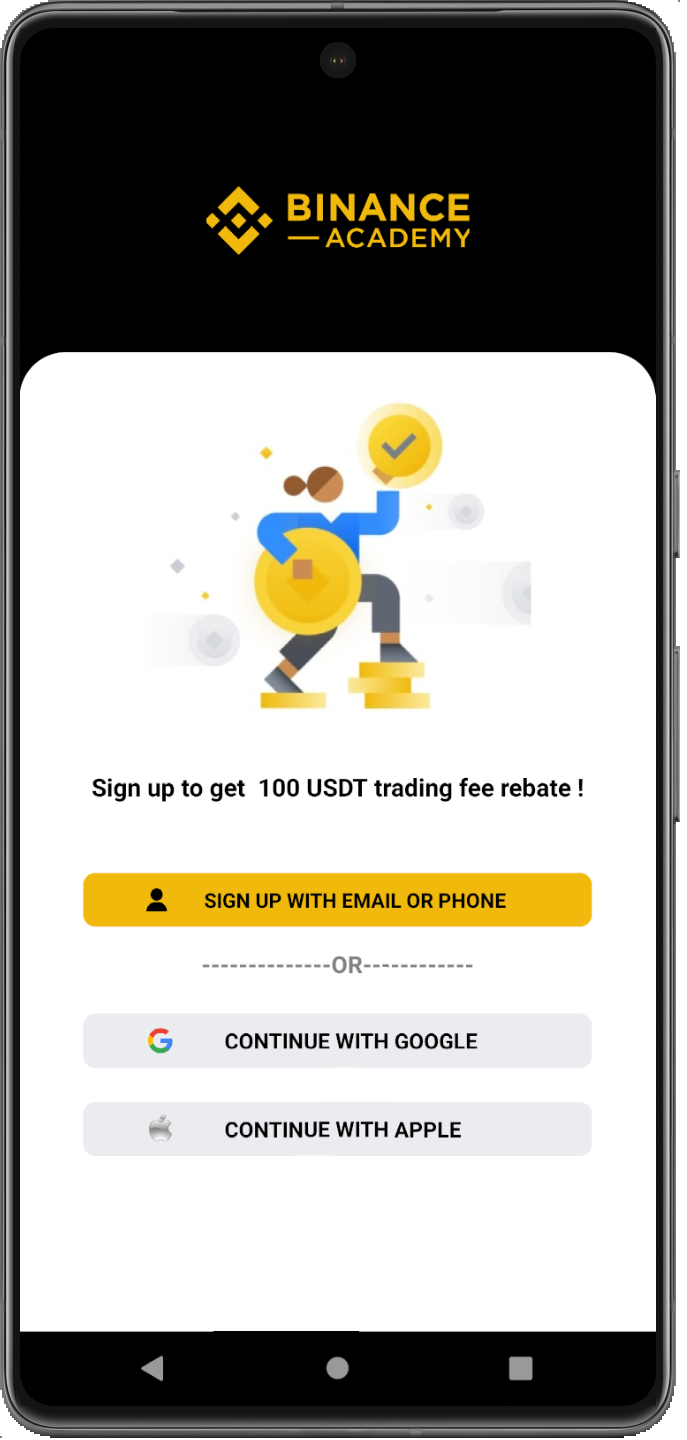 BINANCE
ACADEMY
Sign up to get  100 USDT trading fee rebate !
SIGN UP WITH EMAIL OR PHONE
--------------OR------------
CONTINUE WITH GOOGLE
CONTINUE WITH APPLE